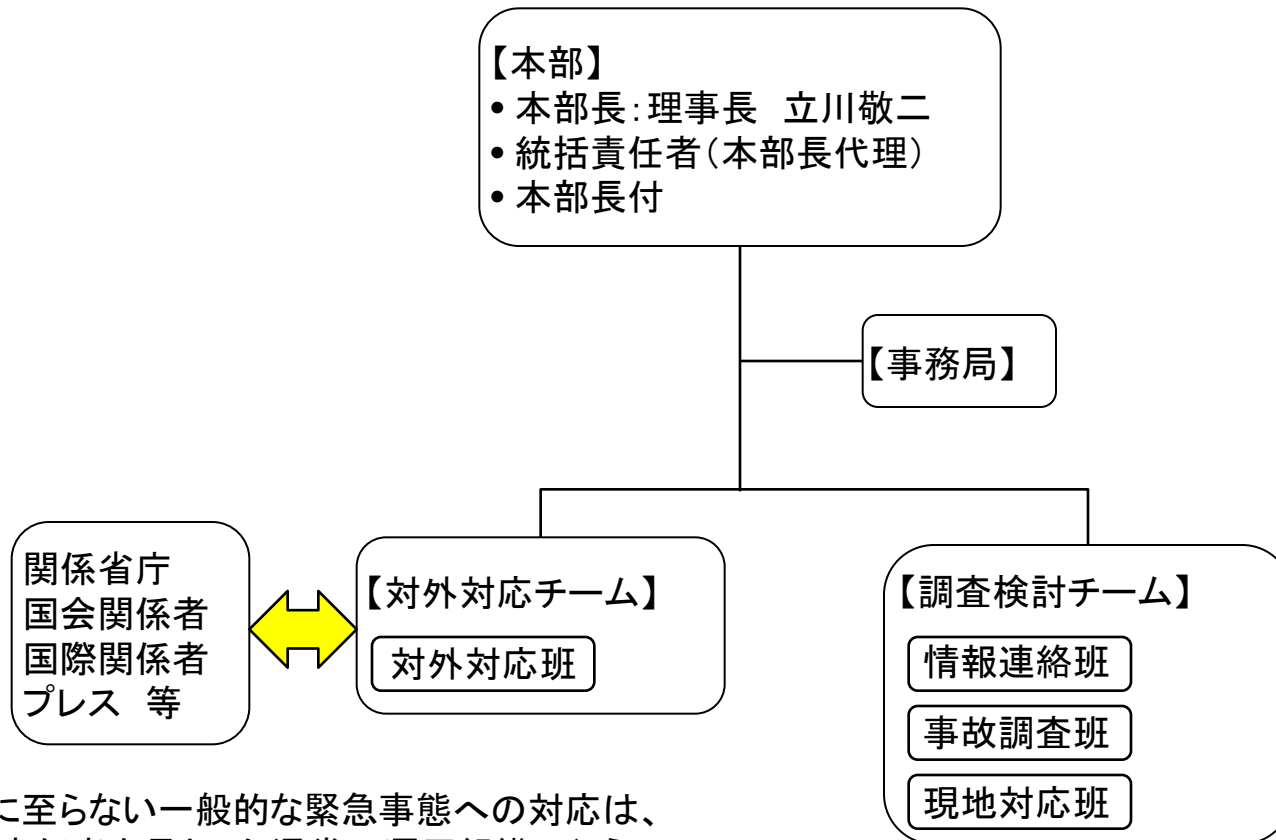 【本部】
• 本部長：理事長　立川敬二
• 統括責任者（本部長代理）
• 本部長付
【事務局】
関係省庁
国会関係者
国際関係者
プレス　等
【対外対応チーム】
対外対応班
【調査検討チーム】
情報連絡班
事故調査班
現地対応班
に至らない一般的な緊急事態への対応は、